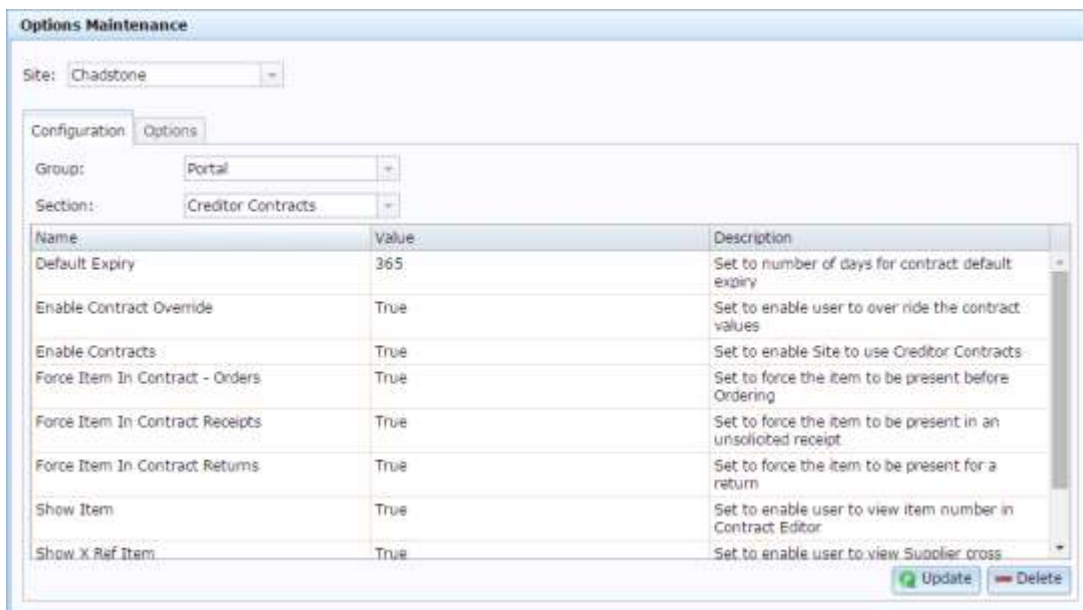 Options Maintenance
Site: Chadstone
Configuration Options
Group: Portal
Section: Creditor Contracts
Name Value Description
Default Expiry 365 Set to number of days for contract default
expiry
Enable Contract Override True Set to enable user to over ride the contract
values
Enable Contracts True Set to enable Site to use Creditor Contracts
Force Item In Contract - Orders True Set to force the item to be present before
Ordering
Force Item In Contract Receipts True Set to force the item to be present in an
unsolicited receipt
Force Item In Contract Returns True Set to force the item to be present for a
return
Show Item True Set to enable user to view item number in
Contract Editor
Show X Ref Item True Set to enable user to view Supplier cross
Update Delete